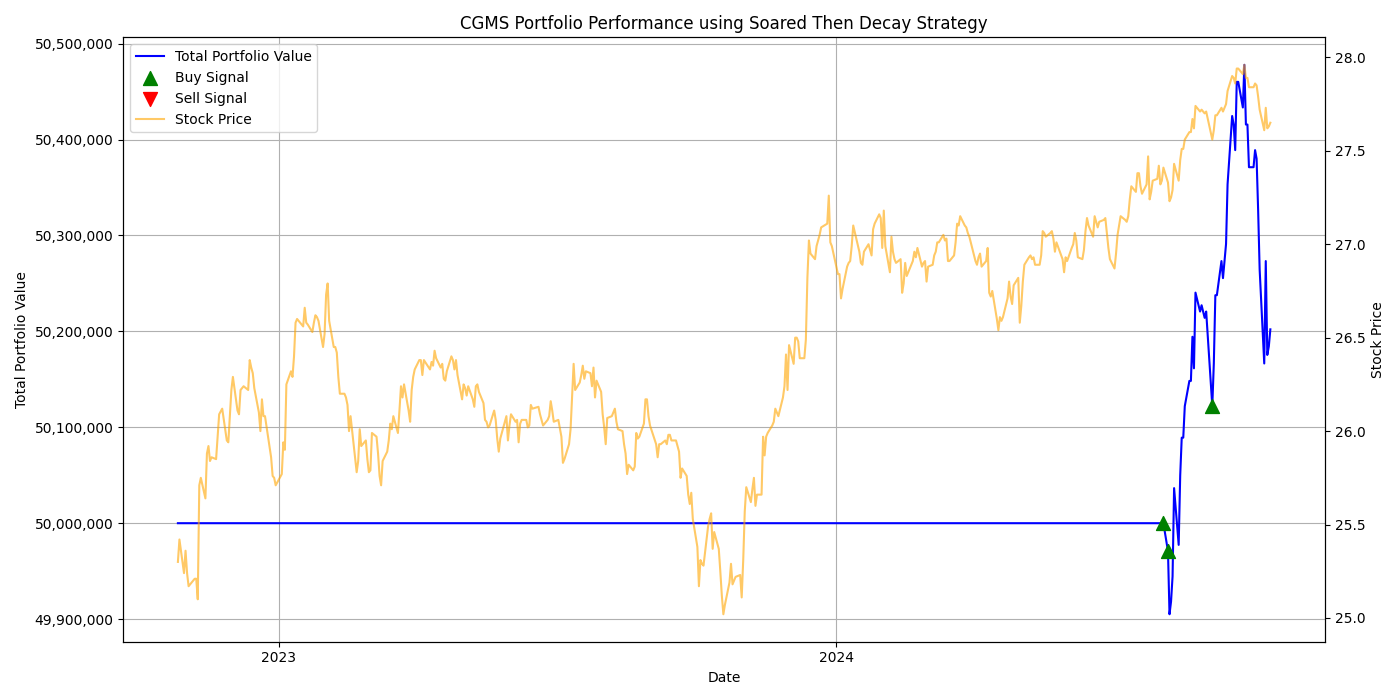 CGMS Portfolio Performance using Soared Then Decay Strategy
Total Portfolio Value
Buy Signal
Sell Signal
Stock Price
50,500,000
50,400,000
50,300,000
50,200,000
50,100,000
50,000,000
49,900,000
Total Portfolio Value
28.0
27.5
27.0
26.5
26.0
25.5
25.0
Stock Price
2023
2024
Date